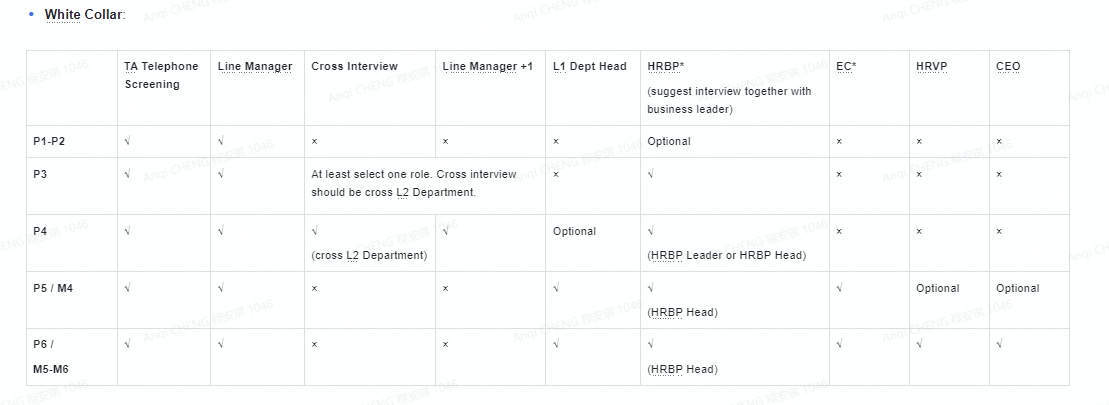 • White Collar:
TA Telephone Screening | Line Manager | Cross Interview | Line Manager +1 | L1 Dept Head | HRBP* (suggest interview together with business leader) | EC* | HRVP | CEO
P1-P2 | √ | √ | × | × | × | Optional | × | × | ×
P3 | √ | √ | At least select one role. Cross interview should be cross L2 Department. | × | √ | × | × | ×
P4 | √ | √ | √ (cross L2 Department) | √ | Optional | √ (HRBP Leader or HRBP Head) | × | × | ×
P5 / M4 | √ | √ | × | × | √ | √ (HRBP Head) | √ | Optional | Optional
P6 / M5-M6 | √ | √ | × | × | √ | √ (HRBP Head) | √ | √ | √
Anqi CHENG 程安琪 1046